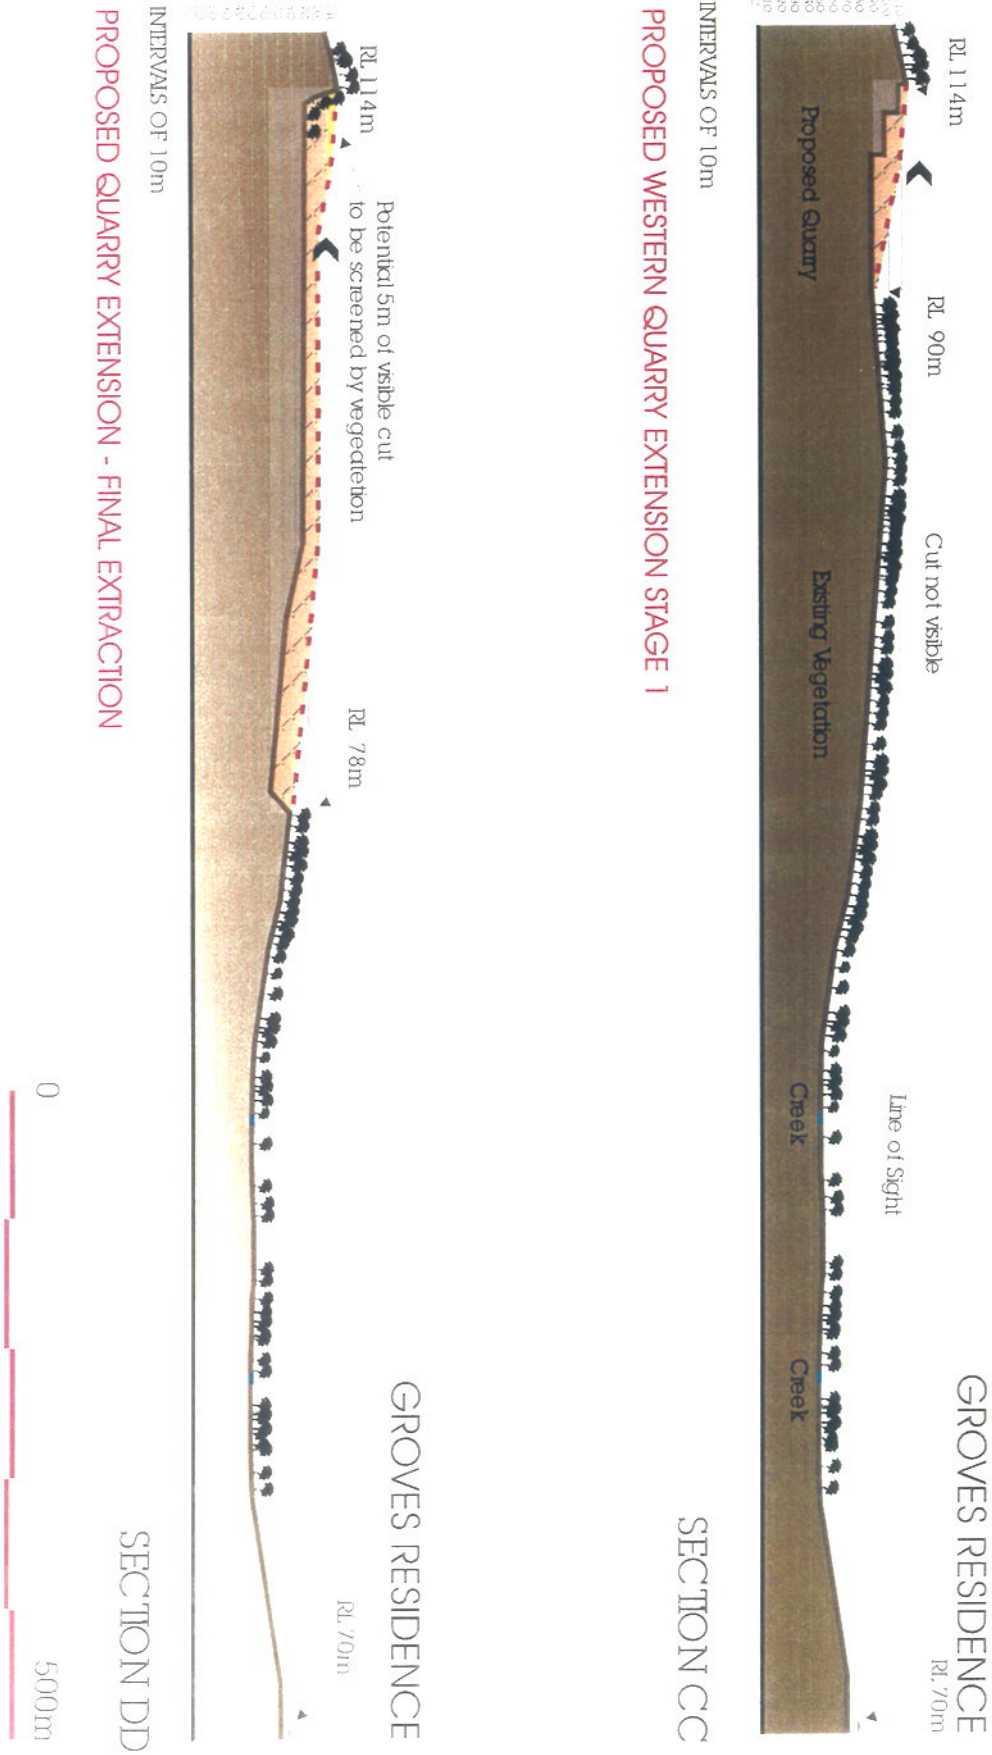 GROVES RESIDENCE
RL 70m
RL 114m
RL 90m
Cut not visible
Line of Sight
Proposed Quarry
Existing Vegetation
Creek
Creek
INTERVALS OF 10m
SECTION CC
PROPOSED WESTERN QUARRY EXTENSION STAGE 1
GROVES RESIDENCE
RL 114m
Potential 5m of visible cut
to be screened by vegeatetion
RL 78m
RL 70m
INTERVALS OF 10m
SECTION DD
PROPOSED QUARRY EXTENSION - FINAL EXTRACTION
0
500m